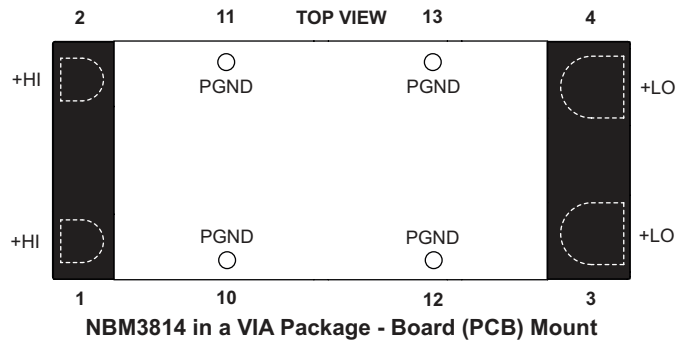 2 11 TOP VIEW 13 4
+HI +LO
PGND PGND
PGND PGND
+HI +LO
1 10 12 3
NBM3814 in a VIA Package - Board (PCB) Mount